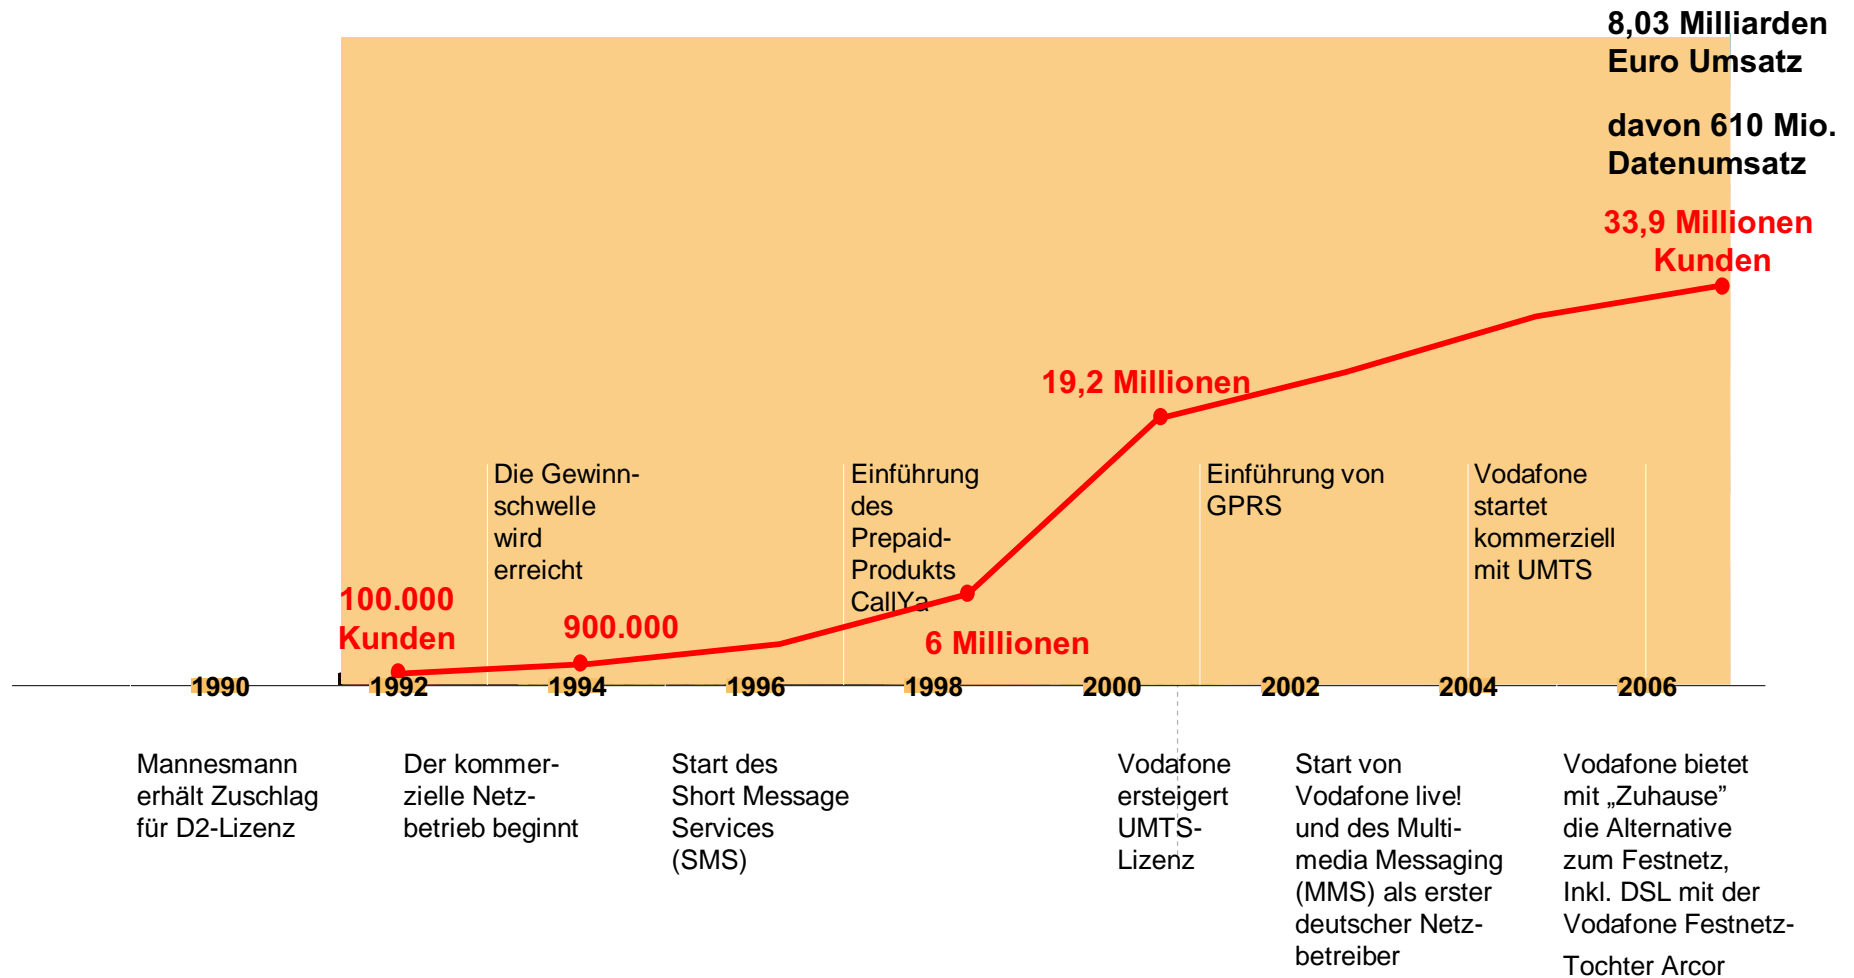 8,03 Milliarden
Euro Umsatz
davon 610 Mio.
Datenumsatz
33,9 Millionen
Kunden
19,2 Millionen
Die Gewinn-
schwelle
wird
erreicht
Einführung
des
Prepaid-
Produkts
CallYa
Einführung von
GPRS
Vodafone
startet
kommerziell
mit UMTS
100.000
Kunden
900.000
6 Millionen
1990 1992 1994 1996 1998 2000 2002 2004 2006
Mannesmann
erhält Zuschlag
für D2-Lizenz
Der kommer-
zielle Netz-
betrieb beginnt
Start des
Short Message
Services
(SMS)
Vodafone
ersteigert
UMTS-
Lizenz
Start von
Vodafone live!
und des Multi-
media Messaging
(MMS) als erster
deutscher Netz-
betreiber
Vodafone bietet
mit „Zuhause”
die Alternative
zum Festnetz,
Inkl. DSL mit der
Vodafone Festnetz-
Tochter Arcor